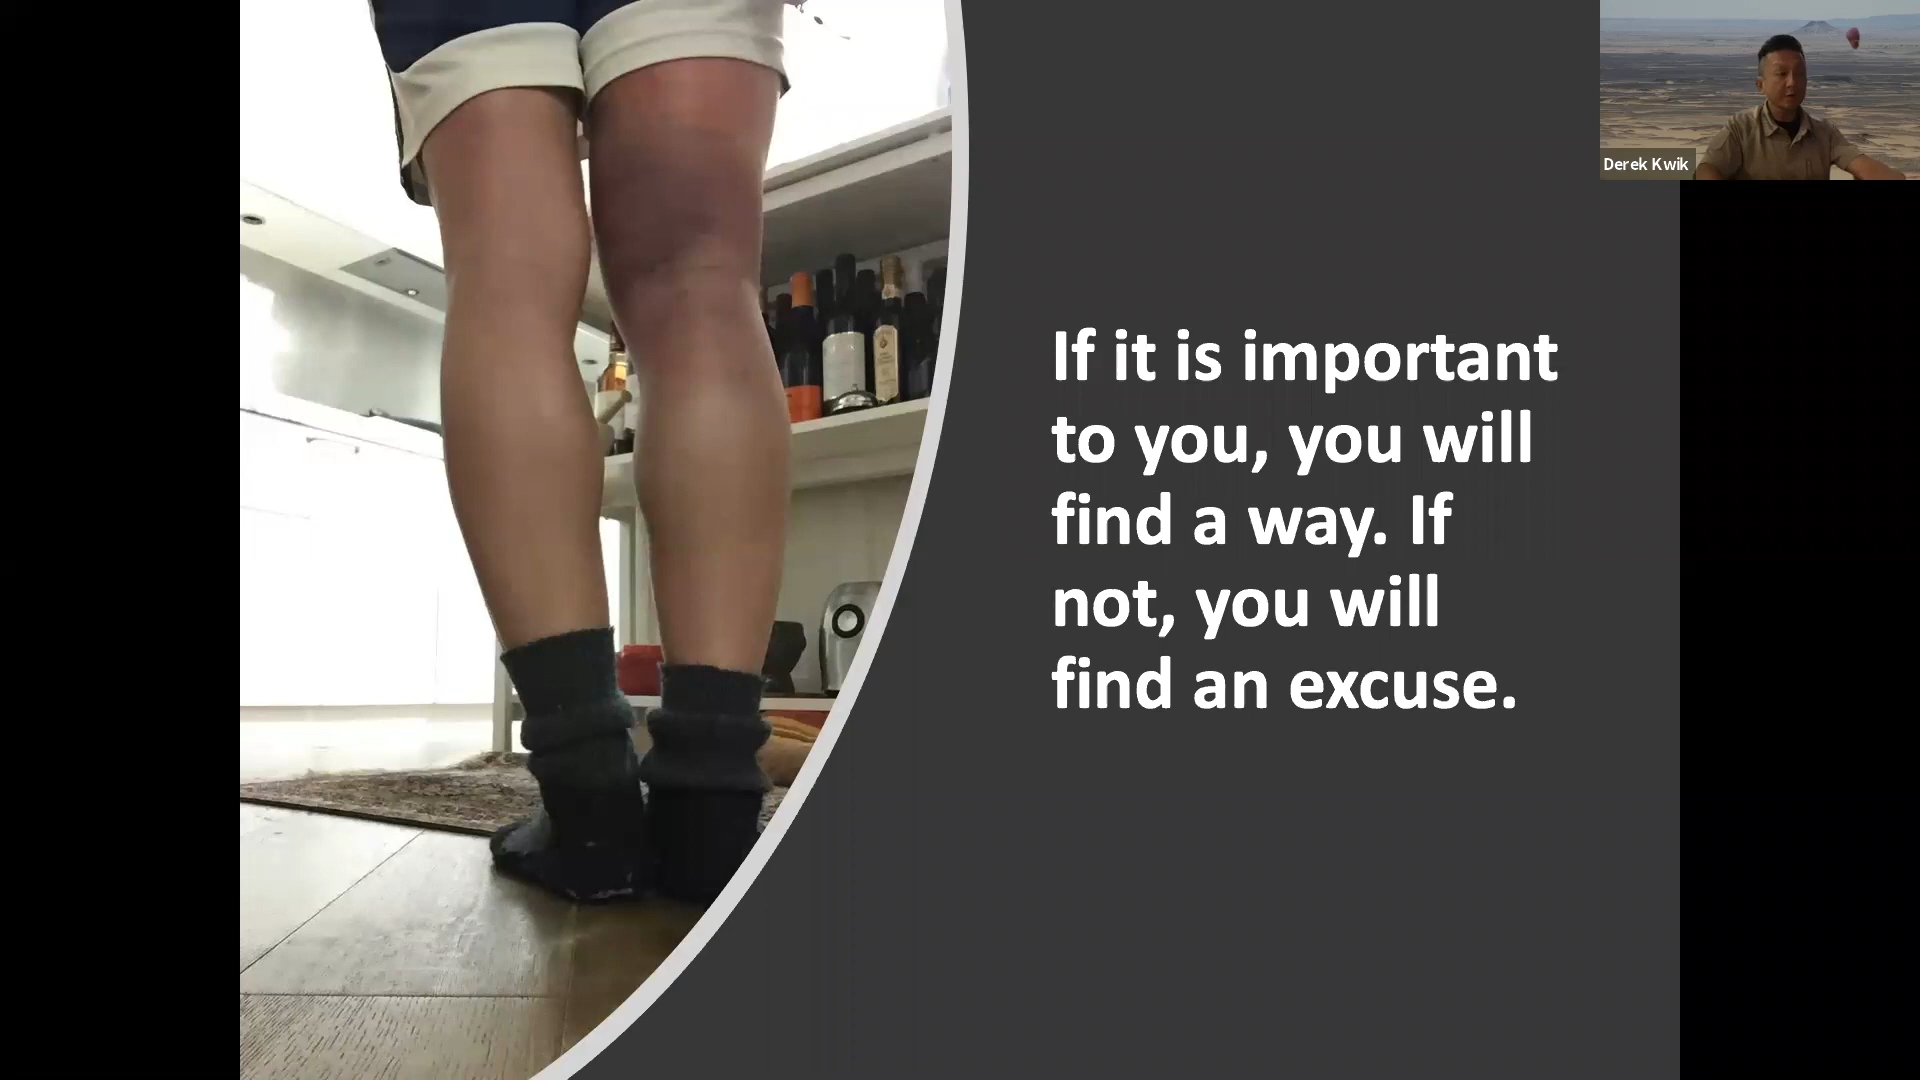 If it is important
to you, you will
find a way. If
not, you will
find an excuse.
Derek Kwik